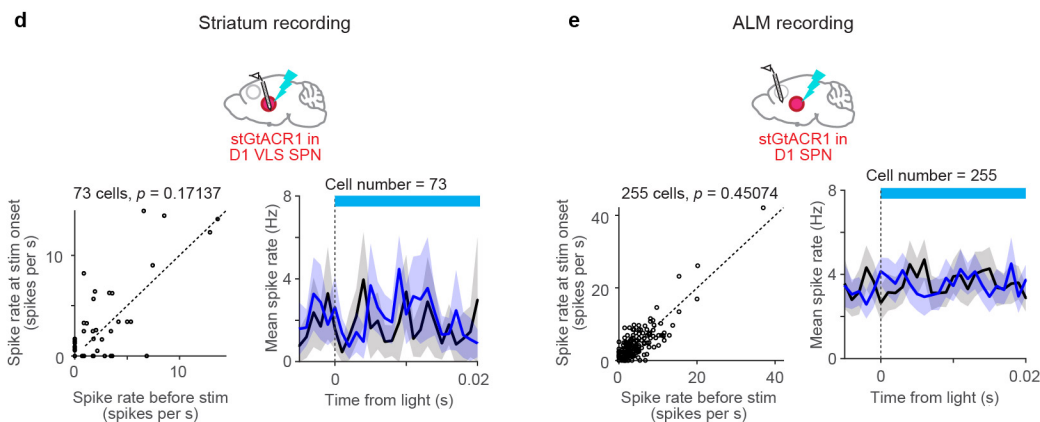 d
Striatum recording
stGtACR1 in
D1 VLS SPN
73 cells, p = 0.17137
Spike rate at stim onset
(spikes per s)
10
0
0
10
Spike rate before stim
(spikes per s)
Cell number = 73
Mean spike rate (Hz)
8
4
0
0
0.02
Time from light (s)
e
ALM recording
stGtACR1 in
D1 SPN
255 cells, p = 0.45074
Spike rate at stim onset
(spikes per s)
40
20
0
0
10
20
40
Spike rate before stim
(spikes per s)
Cell number = 255
Mean spike rate (Hz)
8
4
0
0
0.02
Time from light (s)